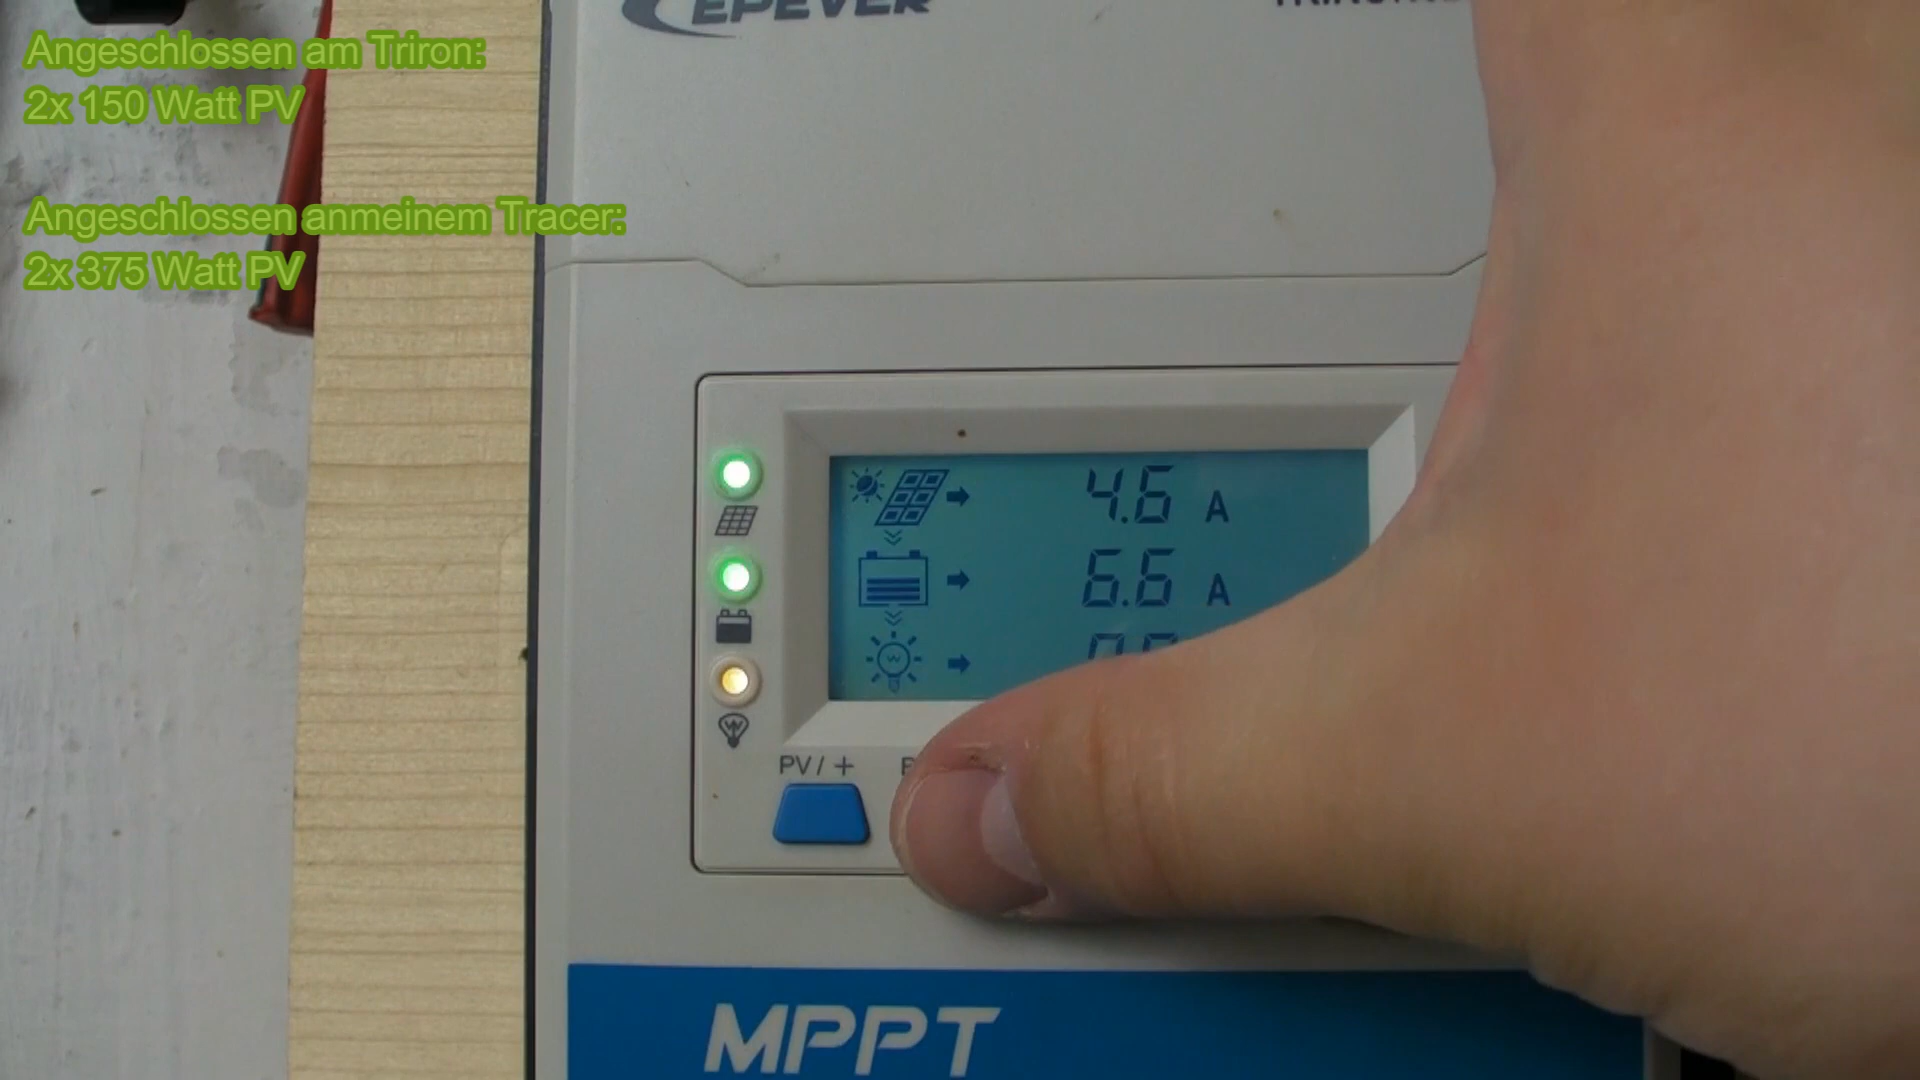 Angeschlossen am Triron:
2x 150 Watt PV
Angeschlossen anmeinem Tracer:
2x 375 Watt PV
EPEVER
4.6 A
6.6 A
PV / +
MPPT